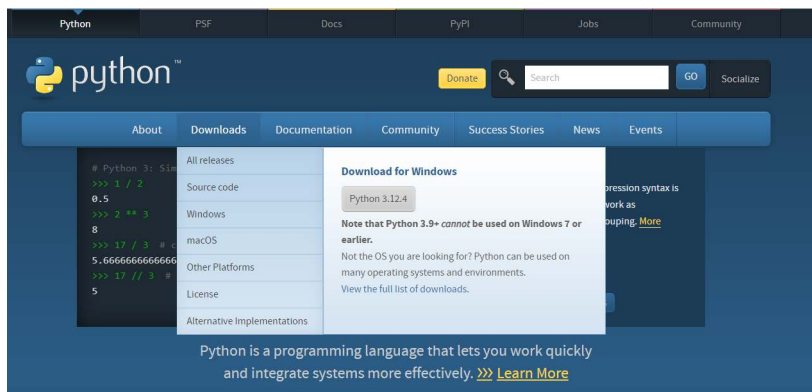 Python PSF Docs PyPI Jobs Community
python™
Donate Search GO Socialize
About Downloads Documentation Community Success Stories News Events
# Python 3: Sim
>>> 1 / 2
0.5
>>> 2 ** 3
8
>>> 17 / 3 # c
5.666666666666
>>> 17 // 3 #
5
All releases
Source code
Windows
macOS
Other Platforms
License
Alternative Implementations
Download for Windows
Python 3.12.4
Note that Python 3.9+ cannot be used on Windows 7 or
earlier.
Not the OS you are looking for? Python can be used on
many operating systems and environments.
View the full list of downloads.
pression syntax is
work as
ouping. More
Python is a programming language that lets you work quickly
and integrate systems more effectively. >>> Learn More